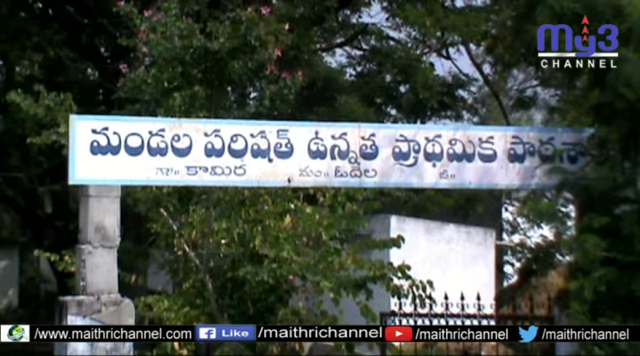 My3
CHANNEL
మండల పరిషత్ ఉన్నత ప్రాథమిక పాఠశా
గ్రా॥ కామిర మం॥ ఓదెల జి॥
//www.maithrichannel.com Like /maithrichannel /maithrichannel /maithrichannel